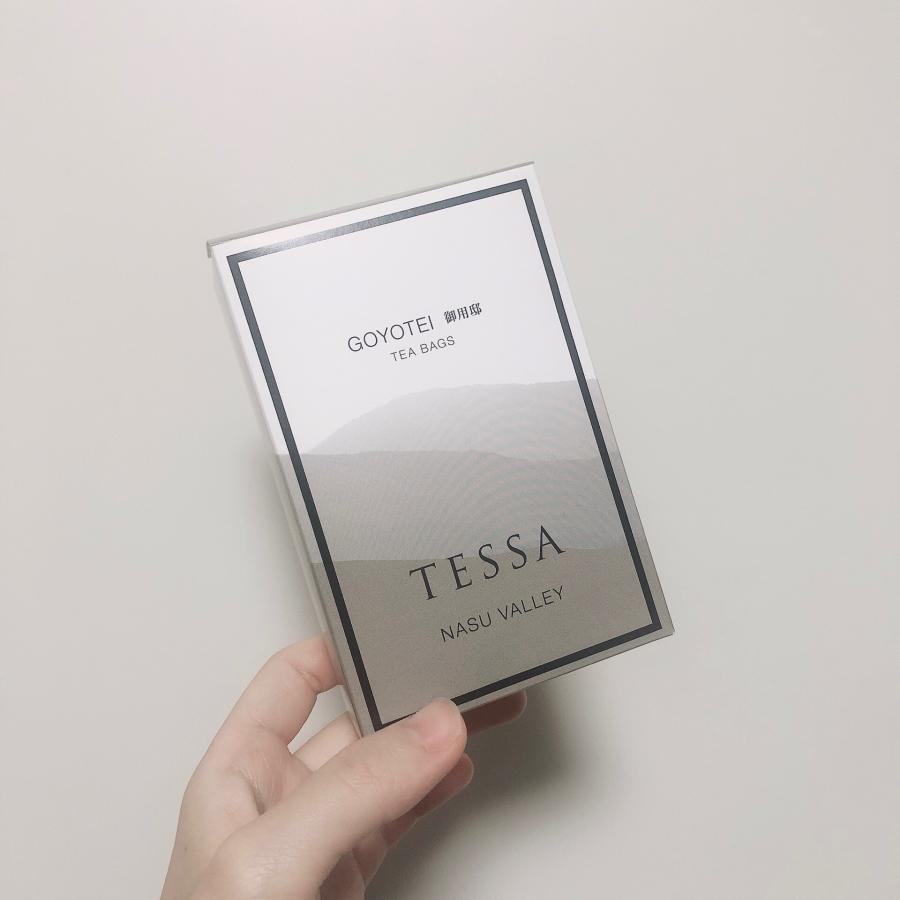 GOYOTEI 御用邸
TEA BAGS
TESSA
NASU VALLEY